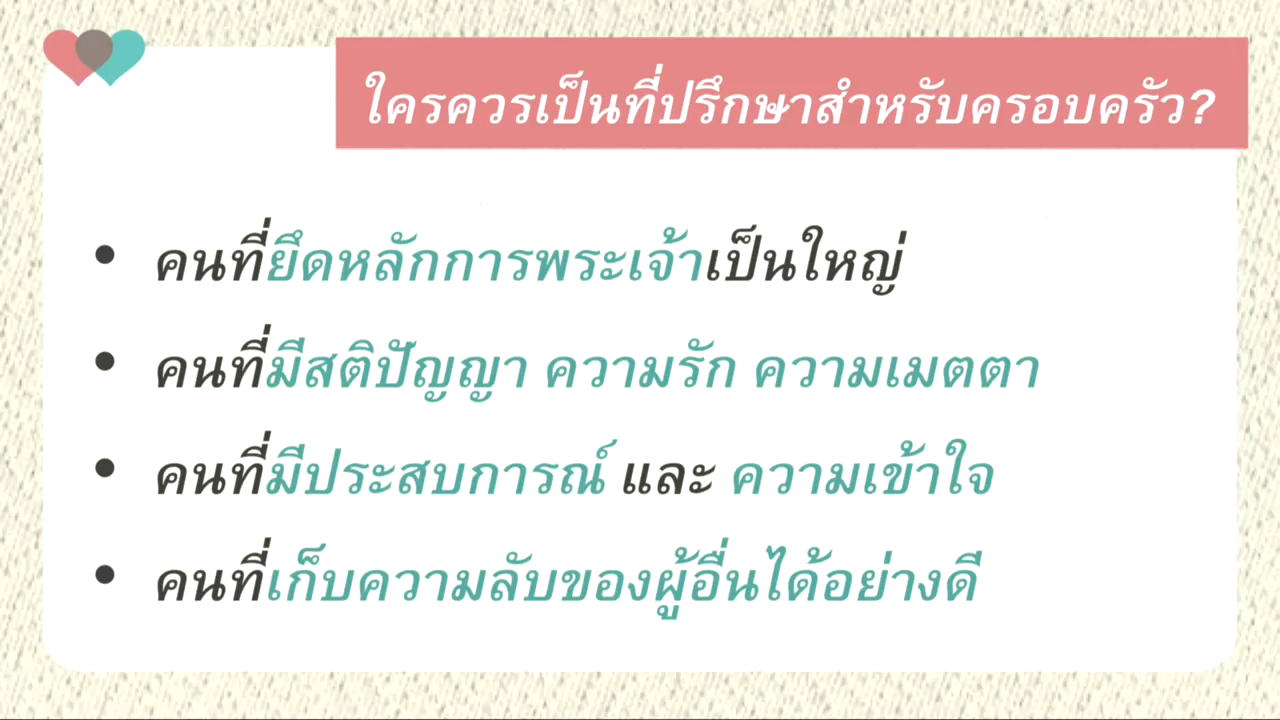 ใครควรเป็นที่ปรึกษาสำหรับครอบครัว?
• คนที่ยึดหลักการพระเจ้าเป็นใหญ่
• คนที่มีสติปัญญา ความรัก ความเมตตา
• คนที่มีประสบการณ์ และ ความเข้าใจ
• คนที่เก็บความลับของผู้อื่นได้อย่างดี